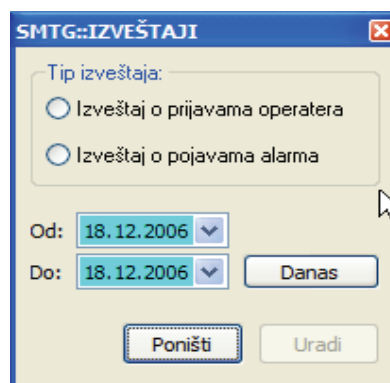 SMTG::IZVEŠTAJI
Tip izveštaja:
Izveštaj o prijavama operatera
Izveštaj o pojavama alarma
Od: 18.12.2006
Do: 18.12.2006 Danas
Poništi Uradi